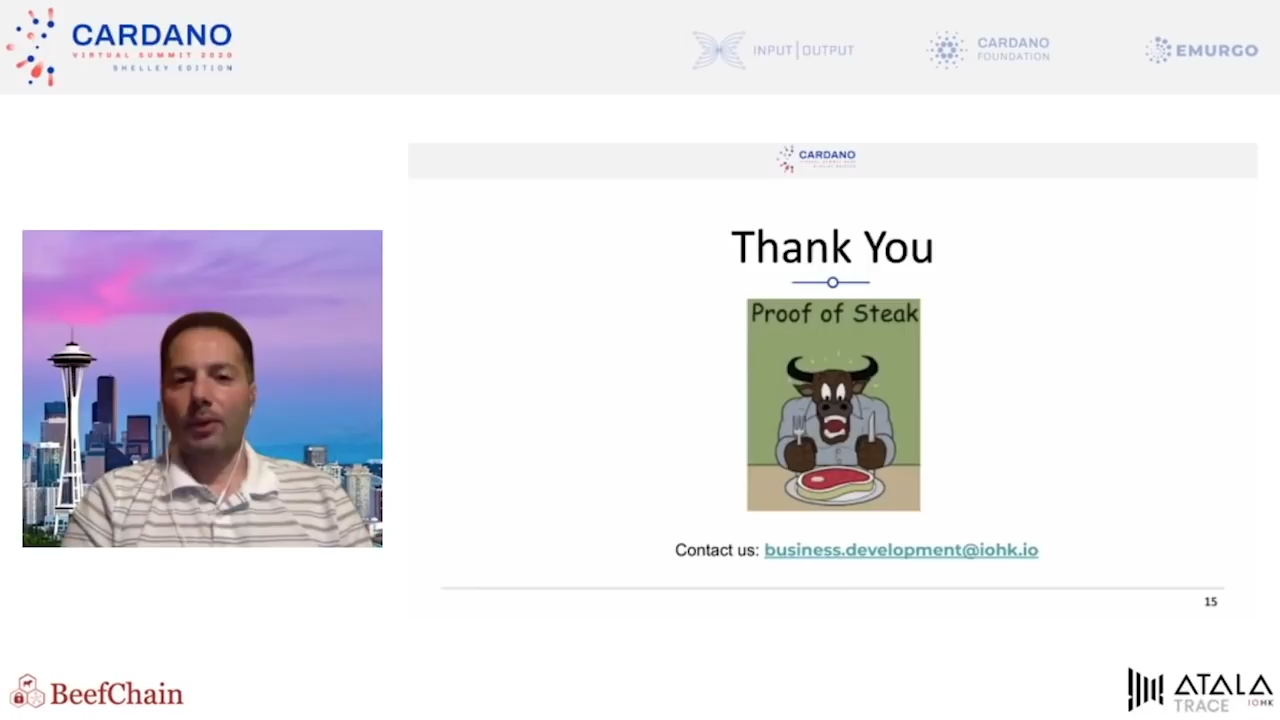 CARDANO
VIRTUAL SUMMIT 2020
SHELLEY EDITION
INPUT|OUTPUT
CARDANO
FOUNDATION
EMURGO
CARDANO
Thank You
Proof of Steak
Contact us: business.development@iohk.io
15
BeefChain
ATALA
TRACE IOHK